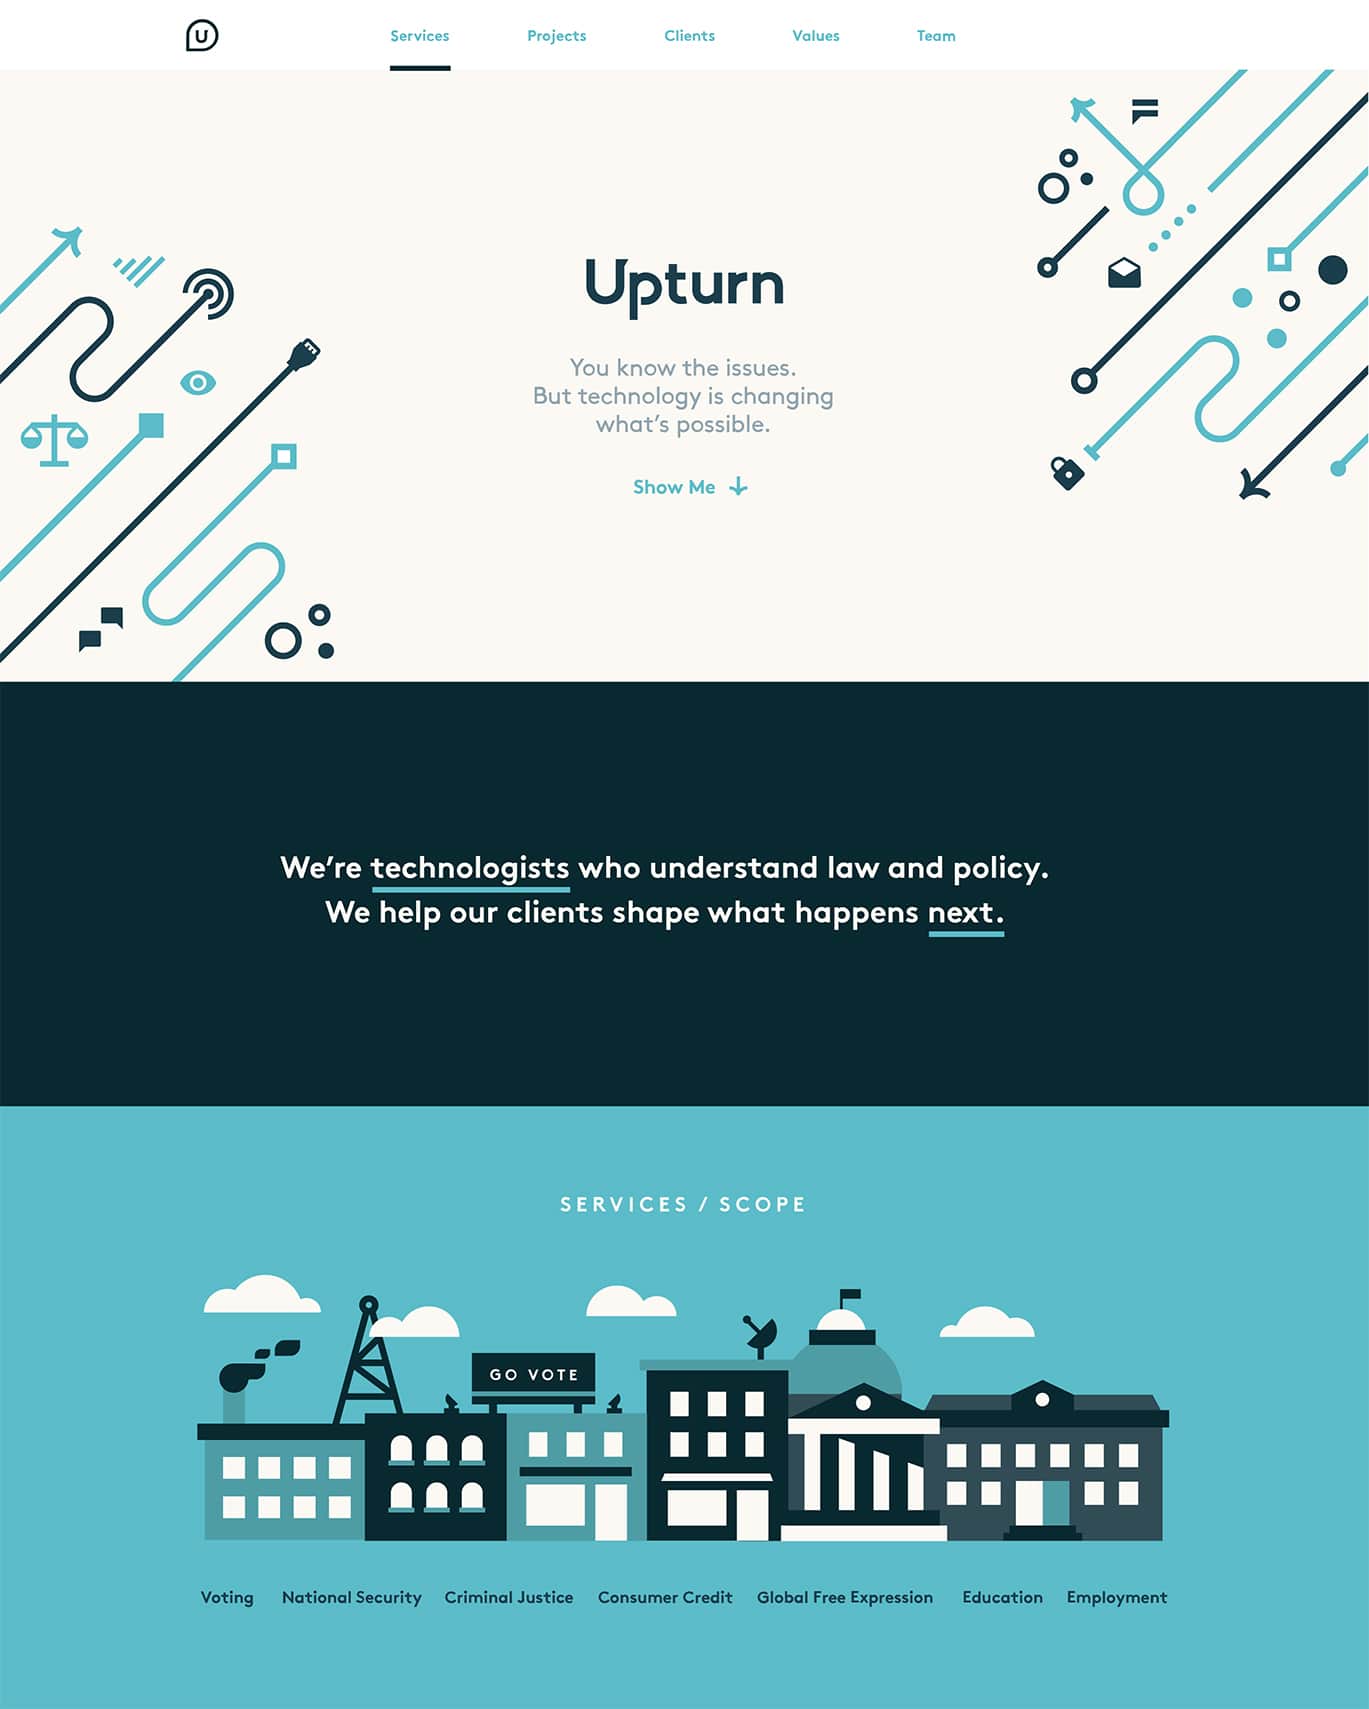 U
Services
Projects
Clients
Values
Team
Upturn
You know the issues.
But technology is changing
what’s possible.
Show Me
We’re technologists who understand law and policy.
We help our clients shape what happens next.
SERVICES / SCOPE
GO VOTE
Voting
National Security
Criminal Justice
Consumer Credit
Global Free Expression
Education
Employment